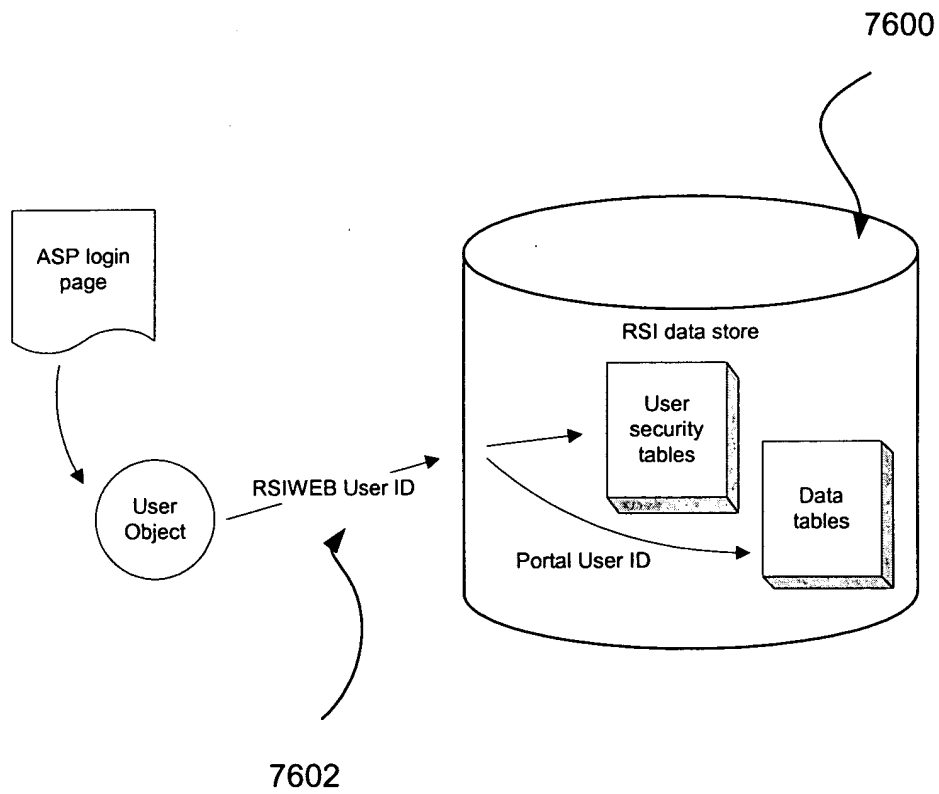 7600
ASP login
page
RSI data store
User
security
tables
User
Object
RSIWEB User ID
Data
tables
Portal User ID
7602